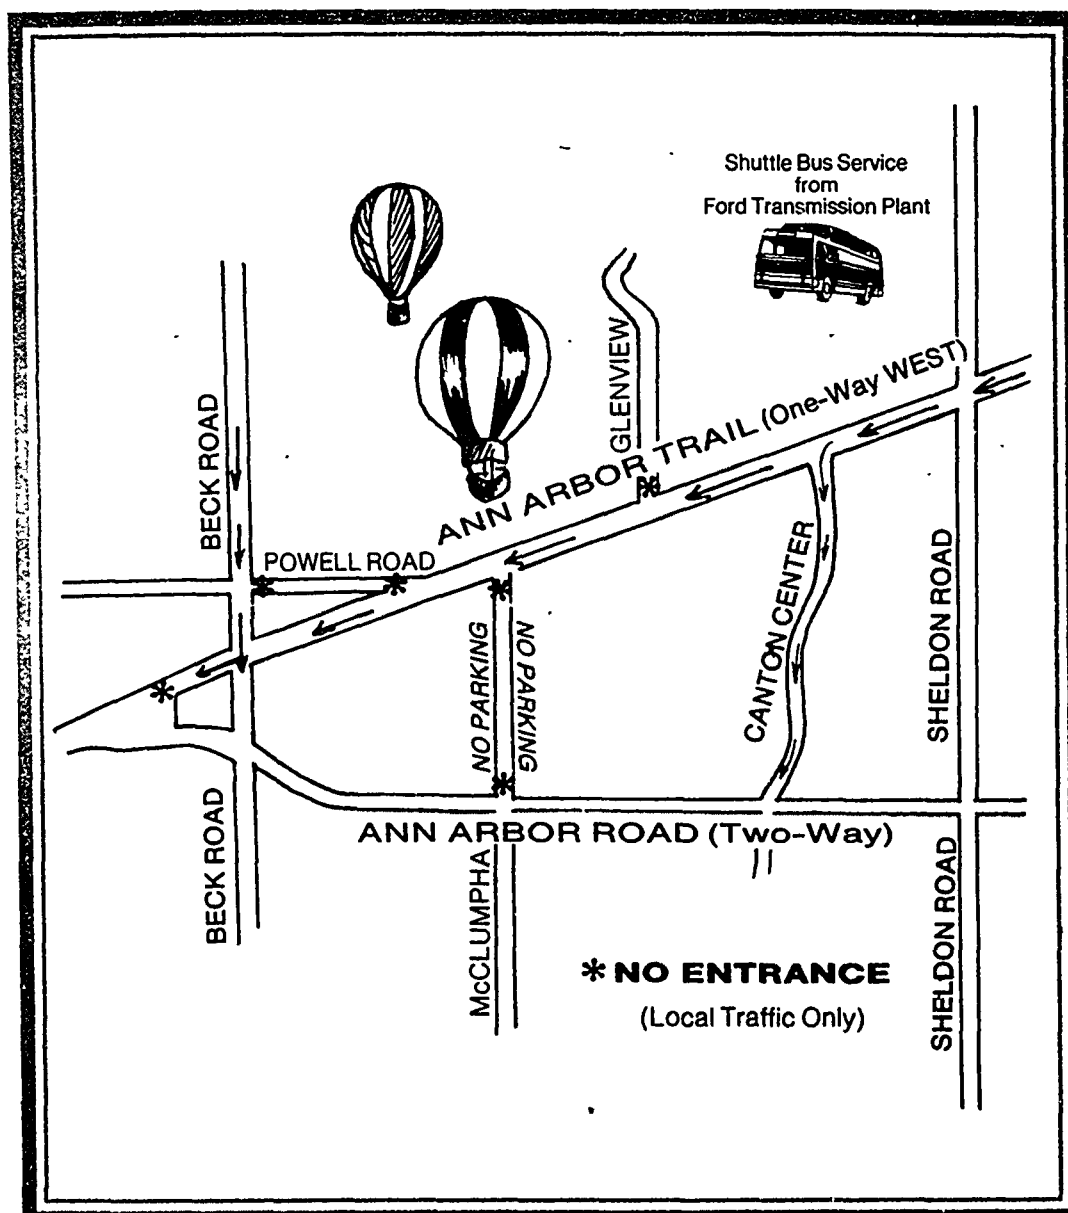 Shuttle Bus Service
from
Ford Transmission Plant
GLENVIEW
BECK ROAD
ANN ARBOR TRAIL (One-Way WEST)
POWELL ROAD
NO PARKING
NO PARKING
CANTON CENTER
SHELDON ROAD
BECK ROAD
ANN ARBOR ROAD (Two-Way)
McCLUMPHA
SHELDON ROAD
* NO ENTRANCE
(Local Traffic Only)